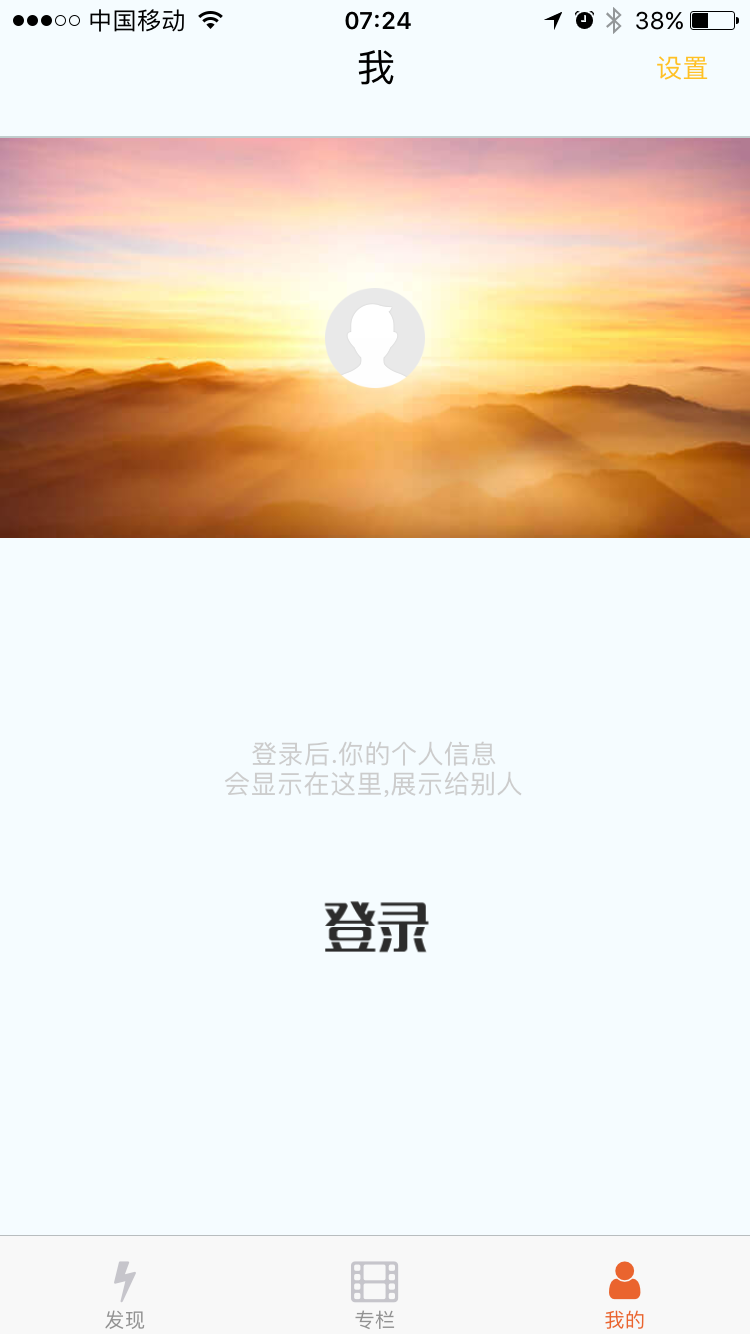 中国移动 07:24 38%
我 设置
登录后.你的个人信息
会显示在这里,展示给别人
登录
发现 专栏 我的